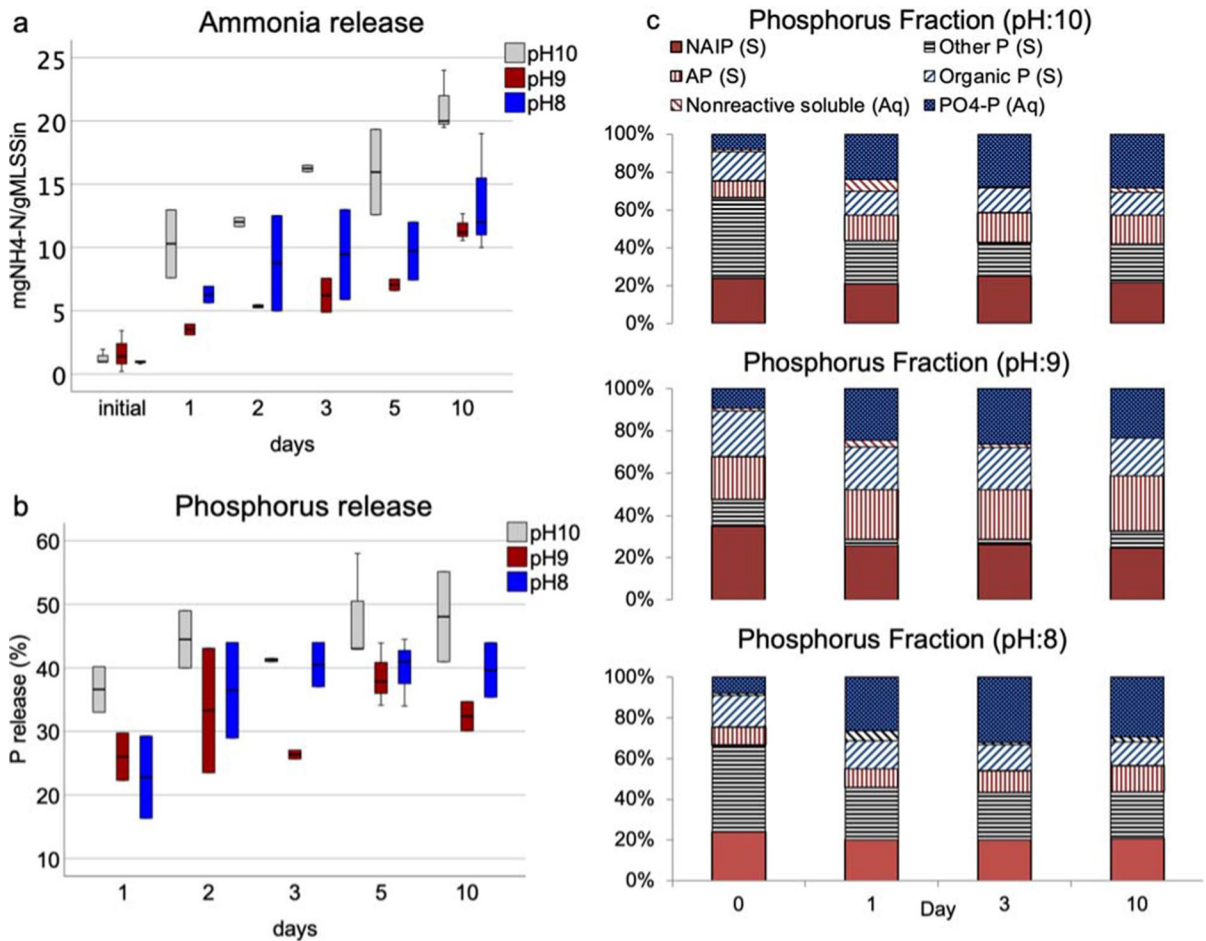 a
Ammonia release
pH10
pH9
pH8
mgNH4-N/gMLSSin
25
20
15
10
5
0
initial 1 2 3 5 10
days
b
Phosphorus release
pH10
pH9
pH8
P release (%)
60
50
40
30
20
10
1 2 3 5 10
days
c
Phosphorus Fraction (pH:10)
NAIP (S) Other P (S)
AP (S) Organic P (S)
Nonreactive soluble (Aq) PO4-P (Aq)
100%
80%
60%
40%
20%
0%
Phosphorus Fraction (pH:9)
100%
80%
60%
40%
20%
0%
Phosphorus Fraction (pH:8)
100%
80%
60%
40%
20%
0%
0 1 Day 3 10